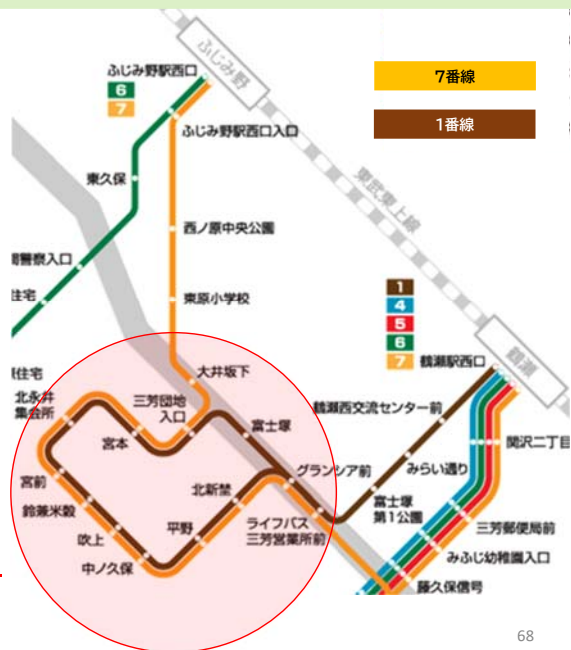 ふじみ野
ふじみ野駅西口
6
7
7番線
1番線
ふじみ野駅西口入口
東久保
東武東上線
西ノ原中央公園
警察入口
住宅
東原小学校
1
4
5
6
7
鶴瀬
鶴瀬駅西口
大井坂下
住宅
北永井
集会所
三芳団地
入口
宮本
富士塚
鶴瀬西交流センター前
関沢二丁目
宮前
グランシア前
みらい通り
鈴兼米穀
北新埜
富士塚
第1公園
吹上
平野
ライフバス
三芳営業所前
三芳郵便局前
中ノ久保
みふじ幼稚園入口
藤久保信号
68